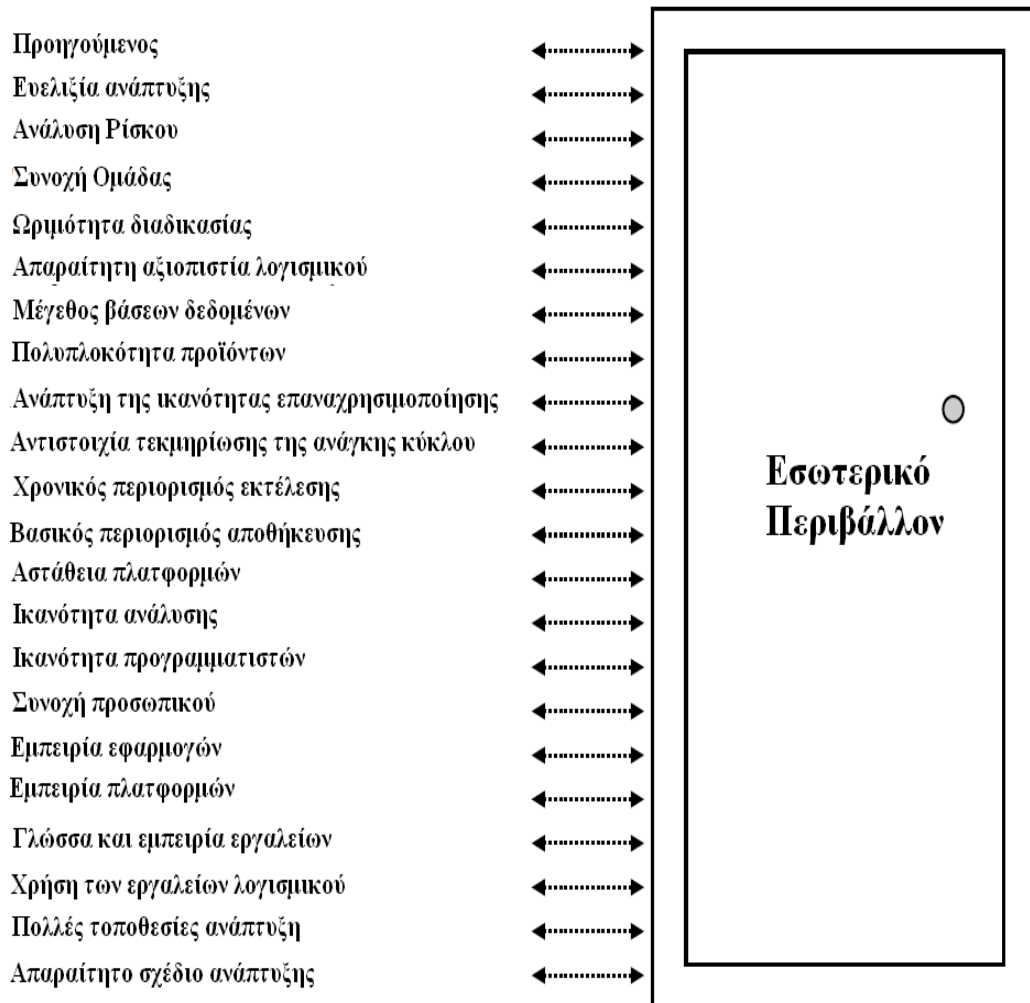 Προηγούμενος
Ευελιξία ανάπτυξης
Ανάλυση Ρίσκου
Συνοχή Ομάδας
Ωριμότητα διαδικασίας
Απαραίτητη αξιοπιστία λογισμικού
Μέγεθος βάσεων δεδομένων
Πολυπλοκότητα προϊόντων
Ανάπτυξη της ικανότητας επαναχρησιμοποίησης
Αντιστοιχία τεκμηρίωσης της ανάγκης κύκλου
Χρονικός περιορισμός εκτέλεσης
Βασικός περιορισμός αποθήκευσης
Αστάθεια πλατφορμών
Ικανότητα ανάλυσης
Ικανότητα προγραμματιστών
Συνοχή προσωπικού
Εμπειρία εφαρμογών
Εμπειρία πλατφορμών
Γλώσσα και εμπειρία εργαλείων
Χρήση των εργαλείων λογισμικού
Πολλές τοποθεσίες ανάπτυξη
Απαραίτητο σχέδιο ανάπτυξης
Εσωτερικό
Περιβάλλον